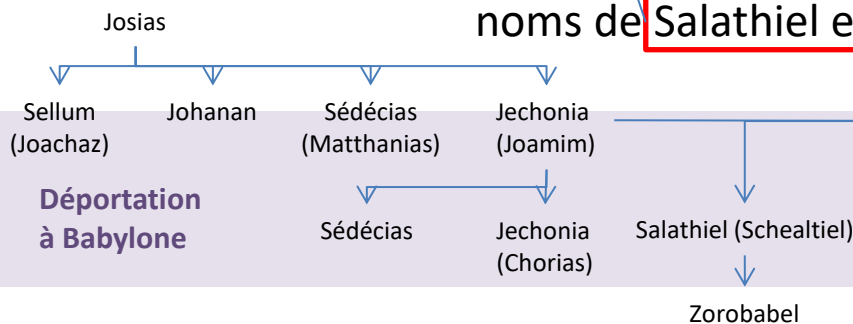 noms de Salathiel e
Josias
Sellum
(Joachaz)
Johanan
Sédécias
(Matthanias)
Jechonia
(Joamim)
Déportation
à Babylone
Sédécias
Jechonia
(Chorias)
Salathiel (Schealtiel)
Zorobabel